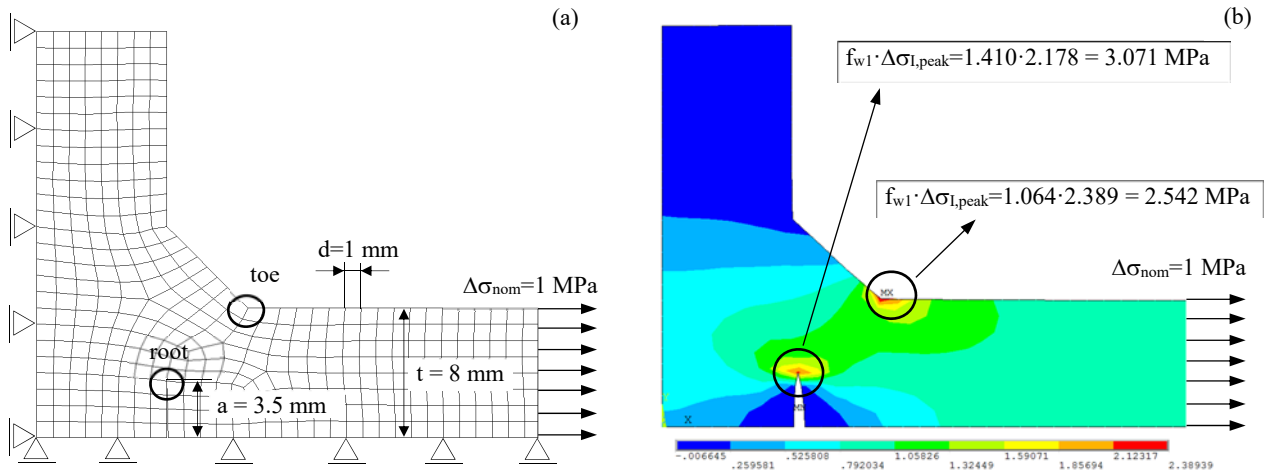 (a)
d=1 mm
toe
Δσnom=1 MPa
root
t = 8 mm
a = 3.5 mm
(b)
fw1·ΔσI,peak=1.410·2.178 = 3.071 MPa
fw1·ΔσI,peak=1.064·2.389 = 2.542 MPa
Δσnom=1 MPa
MX
MN
Y
X
-.006645 .525808 1.05826 1.59071 2.12317
.259581 .792034 1.32449 1.85694 2.38939